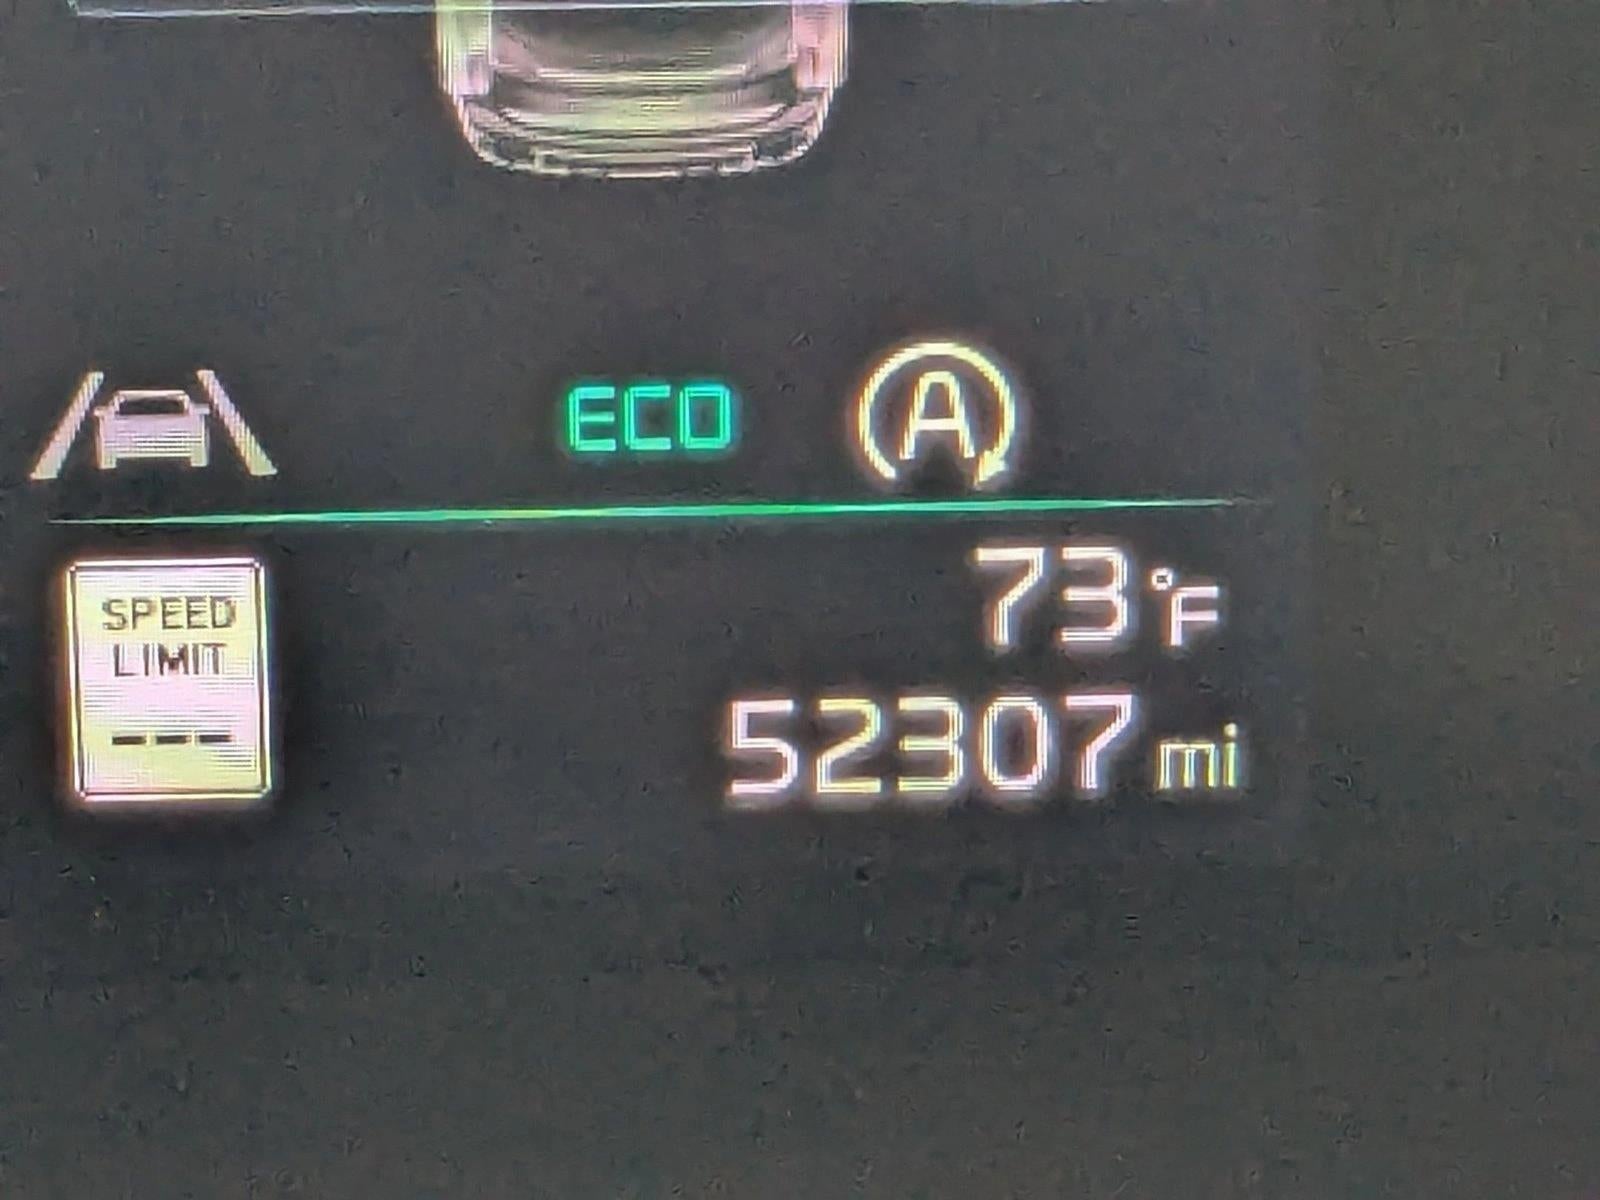 ECO A
SPEED
LIMIT
---
73°F
52307 mi